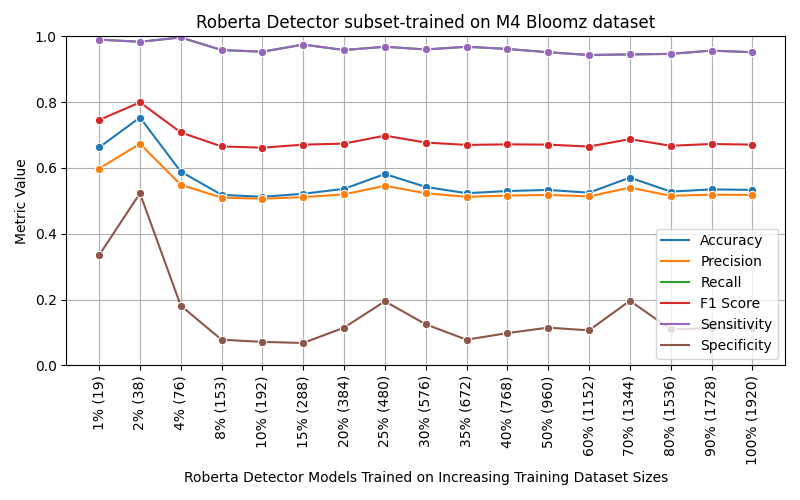 Roberta Detector subset-trained on M4 Bloomz dataset
1.0
0.8
0.6
0.4
0.2
0.0
Metric Value
Accuracy
Precision
Recall
F1 Score
Sensitivity
Specificity
1% (19)
2% (38)
4% (76)
8% (153)
10% (192)
15% (288)
20% (384)
25% (480)
30% (576)
35% (672)
40% (768)
50% (960)
60% (1152)
70% (1344)
80% (1536)
90% (1728)
100% (1920)
Roberta Detector Models Trained on Increasing Training Dataset Sizes